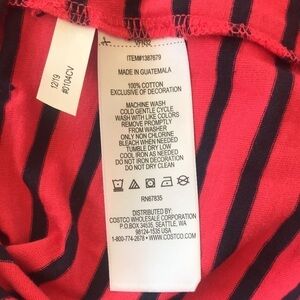 12/19
#0104CV
ITEM#1387679
MADE IN GUATEMALA
100% COTTON
EXCLUSIVE OF DECORATION
MACHINE WASH
COLD GENTLE CYCLE
WASH WITH LIKE COLORS
REMOVE PROMPTLY
FROM WASHER
ONLY NON CHLORINE
BLEACH WHEN NEEDED
TUMBLE DRY LOW
COOL IRON AS NEEDED
DO NOT IRON DECORATION
DO NOT DRYCLEAN
RN67835
DISTRIBUTED BY:
COSTCO WHOLESALE CORPORATION
P.O BOX 34535, SEATTLE, WA
98124-1535 USA
1-800-774-2678 • WWW.COSTCO.COM